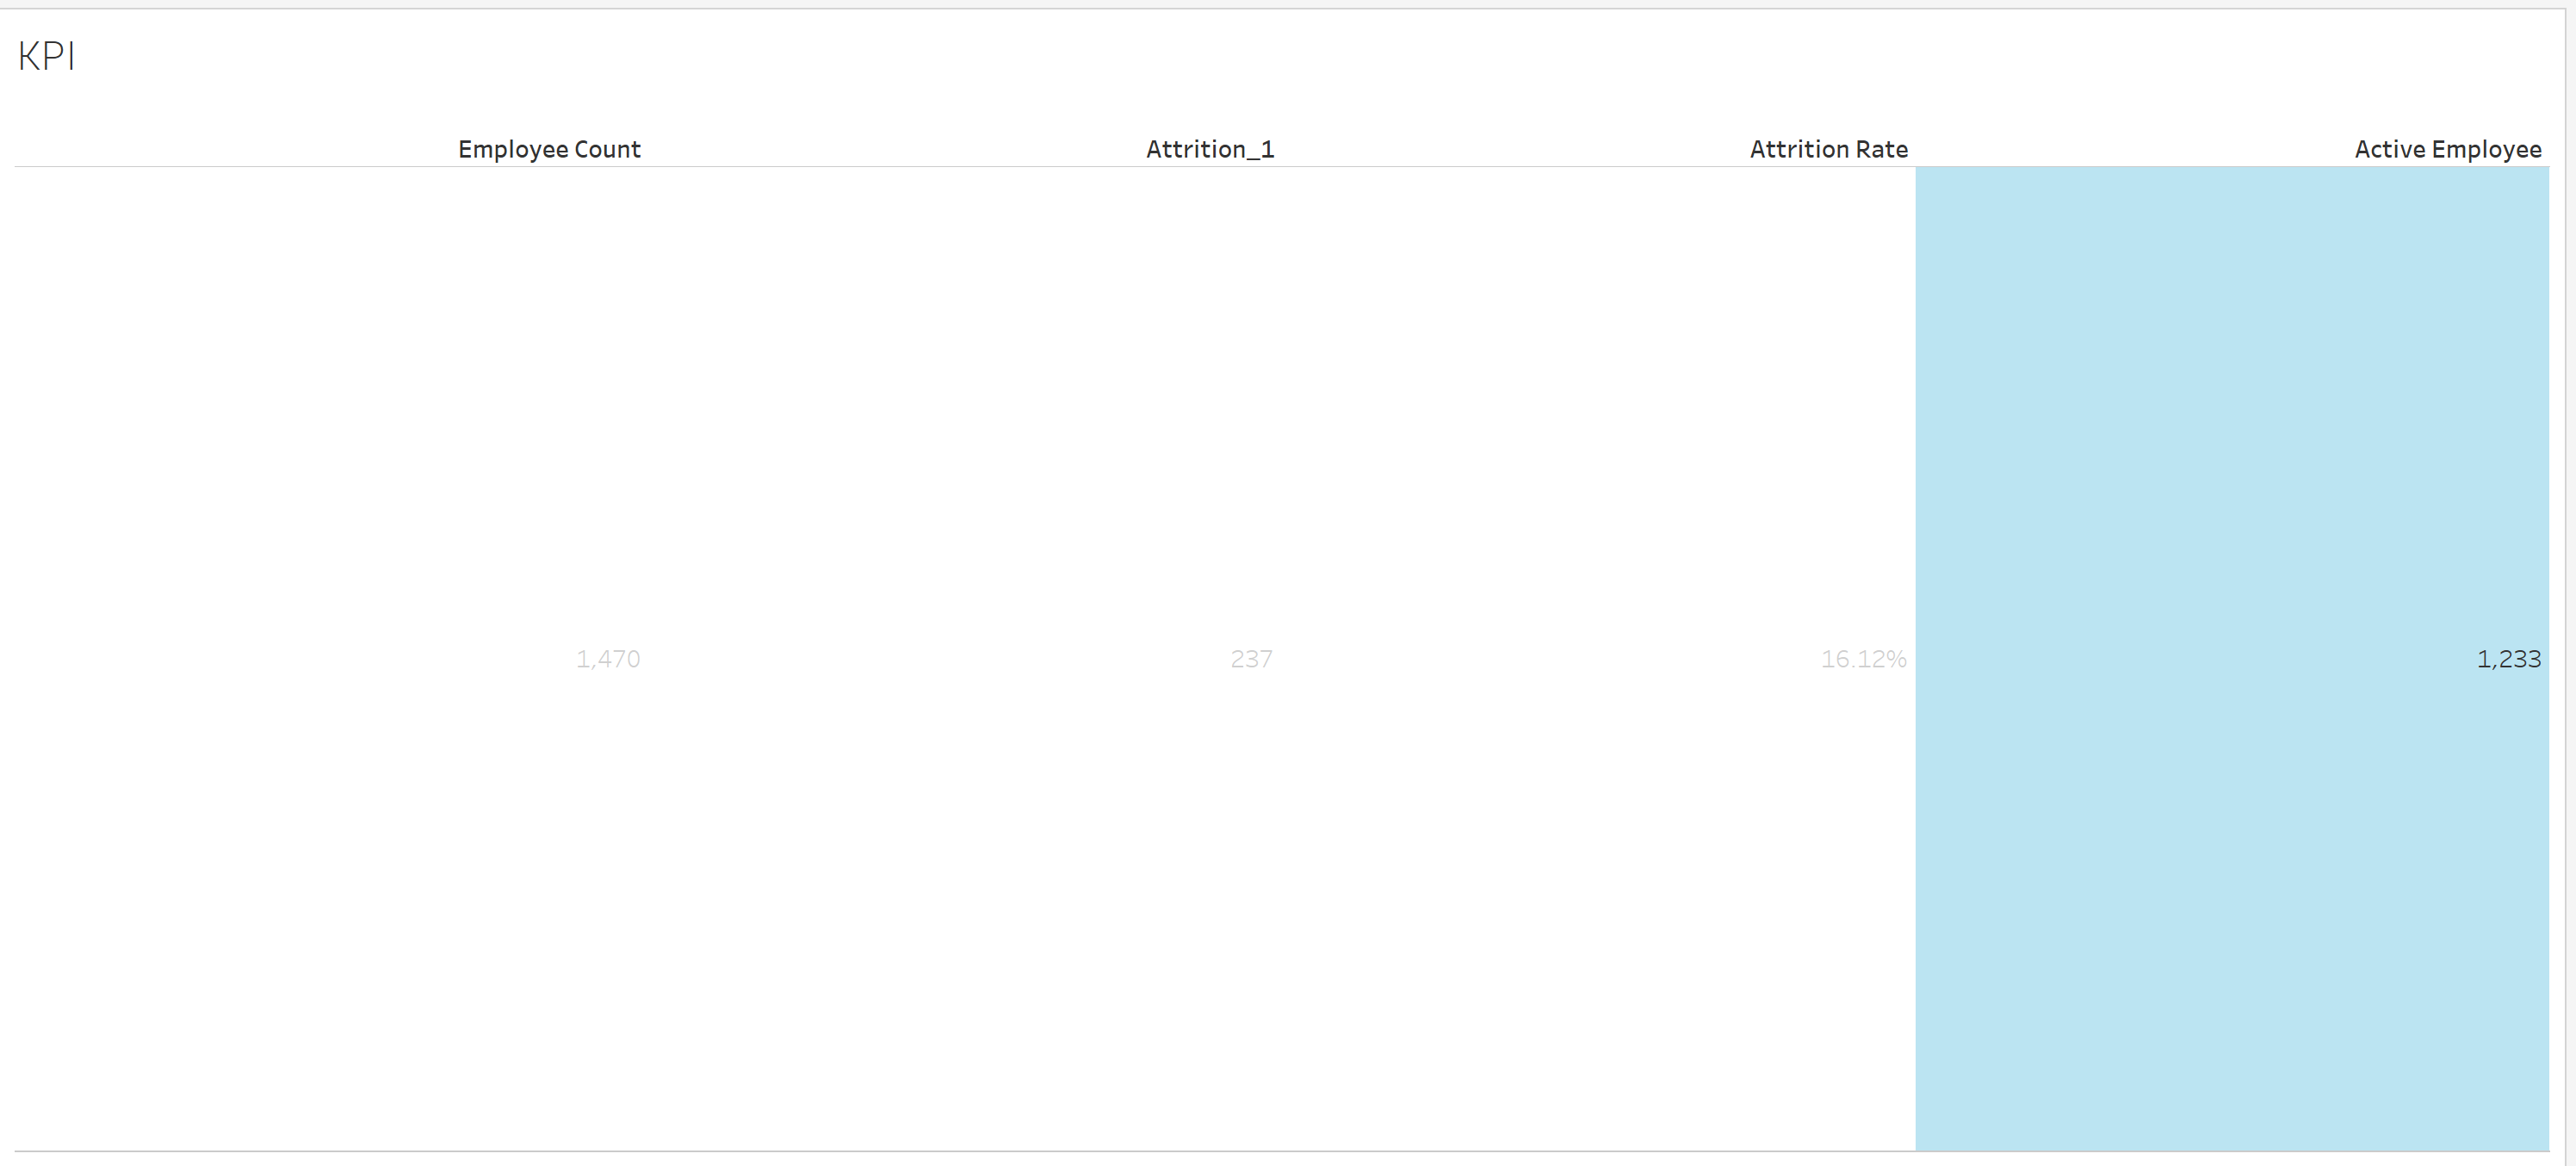 KPI
Employee Count Attrition_1 Attrition Rate Active Employee
1,470 237 16.12% 1,233